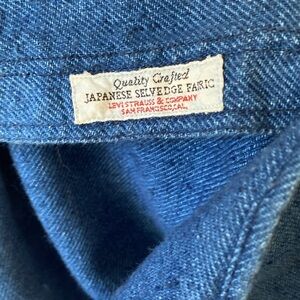 Quality Crafted
JAPANESE SELVEDGE FABRIC
LEVI STRAUSS & COMPANY
SAN FRANCISCO, CAL.